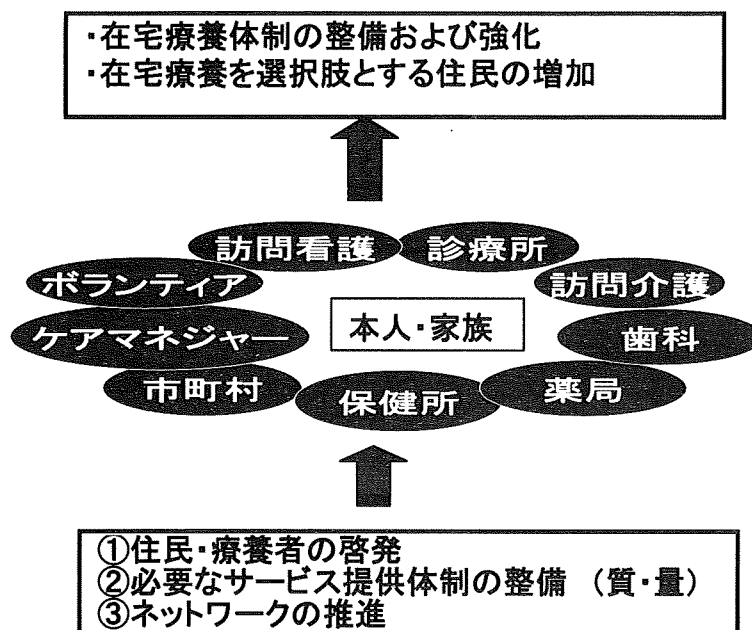 ・在宅療養体制の整備および強化
・在宅療養を選択肢とする住民の増加
訪問看護
診療所
ボランティア
訪問介護
ケアマネジャー
本人・家族
歯科
市町村
保健所
薬局
①住民・療養者の啓発
②必要なサービス提供体制の整備 （質・量）
③ネットワークの推進